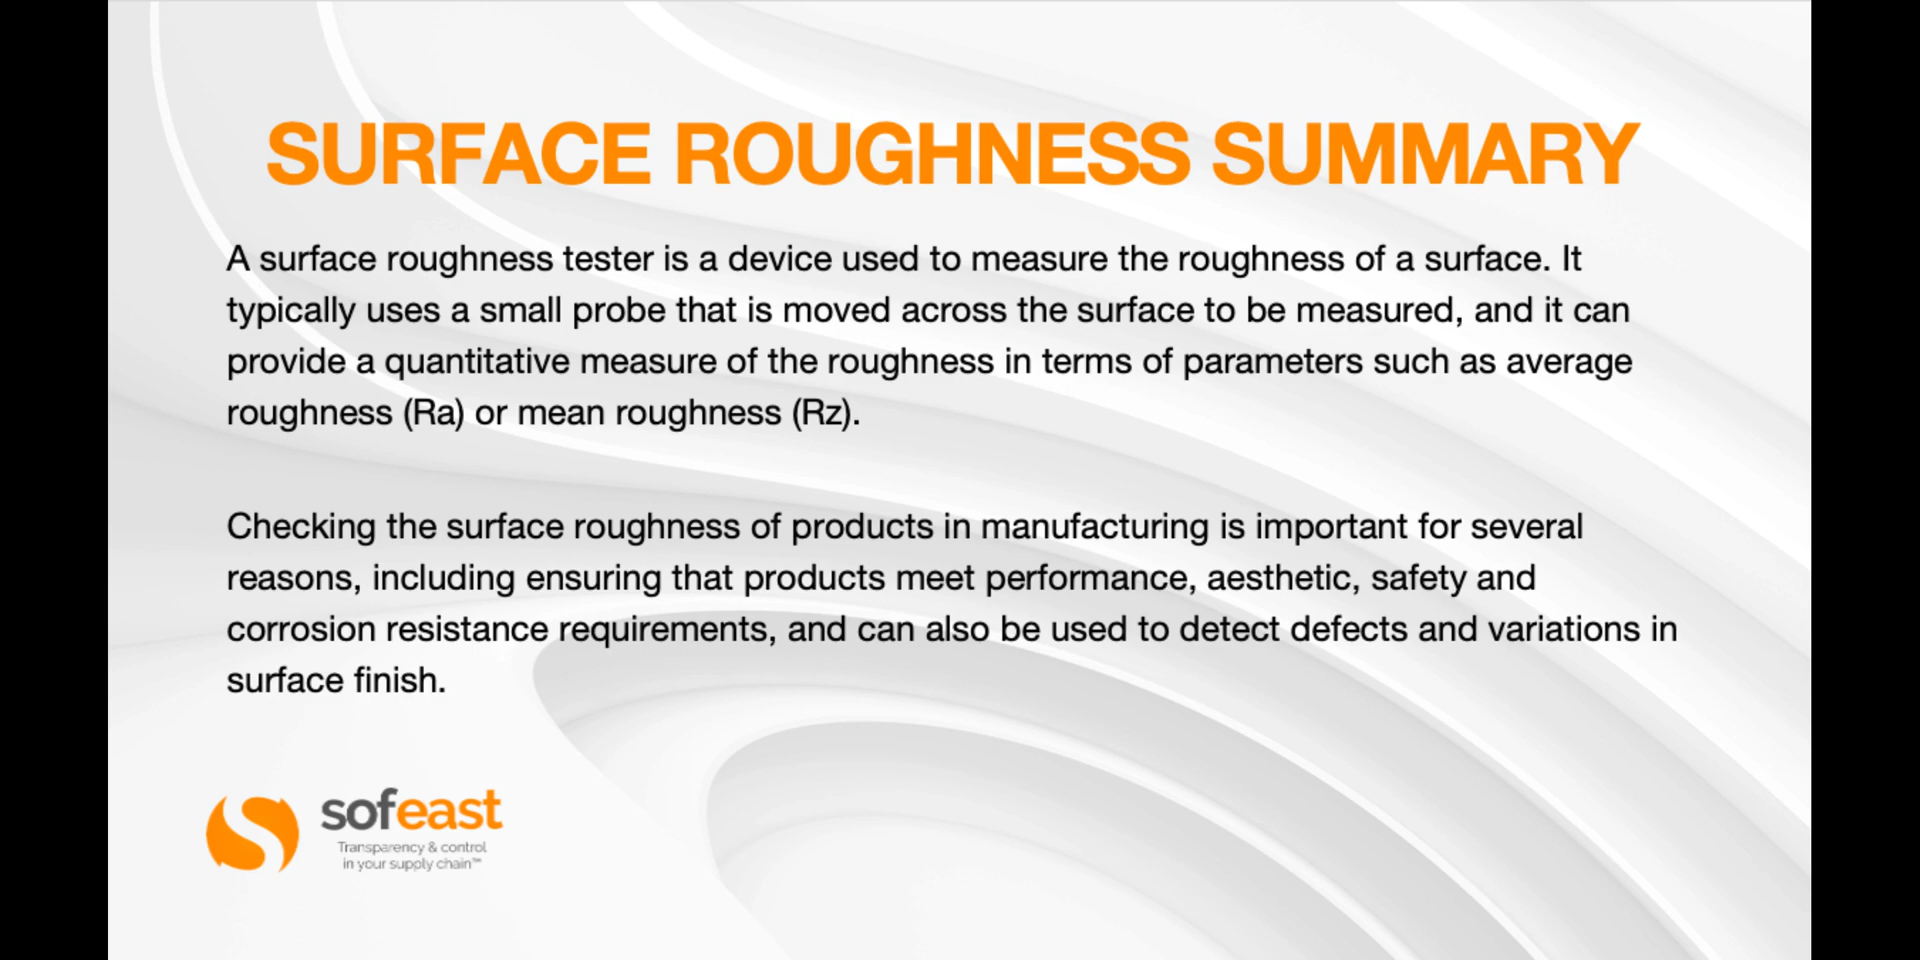 SURFACE ROUGHNESS SUMMARY
A surface roughness tester is a device used to measure the roughness of a surface. It
typically uses a small probe that is moved across the surface to be measured, and it can
provide a quantitative measure of the roughness in terms of parameters such as average
roughness (Ra) or mean roughness (Rz).
Checking the surface roughness of products in manufacturing is important for several
reasons, including ensuring that products meet performance, aesthetic, safety and
corrosion resistance requirements, and can also be used to detect defects and variations in
surface finish.
sofeast
Transparency & control
in your supply chain™